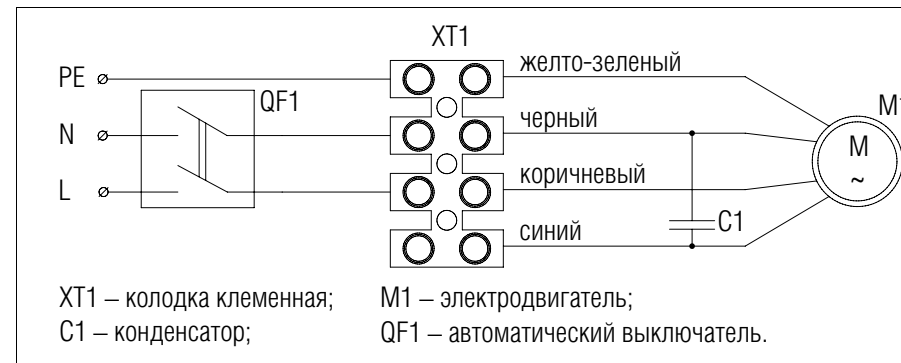 XT1
PE
желто-зеленый
QF1
M1
N
черный
M
~
L
коричневый
C1
синий
XT1 – колодка клеменная;
M1 – электродвигатель;
C1 – конденсатор;
QF1 – автоматический выключатель.